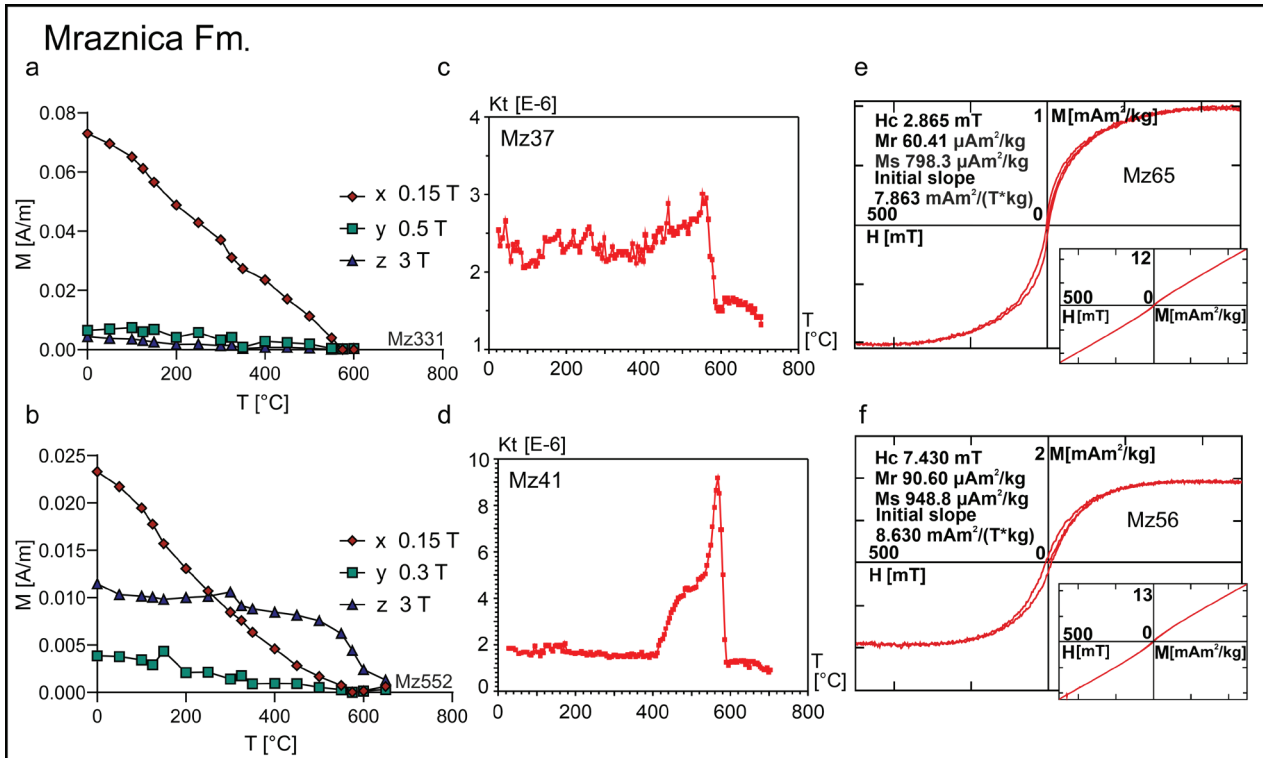 Mraznica Fm.
a
0.08
0.06
0.04
0.02
0.00
M [A/m]
x 0.15 T
y 0.5 T
z 3 T
Mz331
0 200 400 600 800
T [°C]
b
0.025
0.020
0.015
0.010
0.005
0.000
M [A/m]
x 0.15 T
y 0.3 T
z 3 T
Mz552
0 200 400 600 800
T [°C]
c
Kt [E-6]
4
3
2
1
Mz37
T
[°C]
0 200 400 600 800
d
Kt [E-6]
10
9
8
7
6
5
4
3
2
1
0
Mz41
T
[°C]
0 200 400 600 800
e
Hc 2.865 mT
Mr 60.41 µAm²/kg
Ms 798.3 µAm²/kg
Initial slope
7.863 mAm²/(T*kg)
1 M[mAm²/kg]
Mz65
500 0
H [mT]
12
500 0
H[mT] M[mAm²/kg]
f
Hc 7.430 mT
Mr 90.60 µAm²/kg
Ms 948.8 µAm²/kg
Initial slope
8.630 mAm²/(T*kg)
2 M[mAm²/kg]
Mz56
500 0
H [mT]
13
500 0
H[mT] M[mAm²/kg]